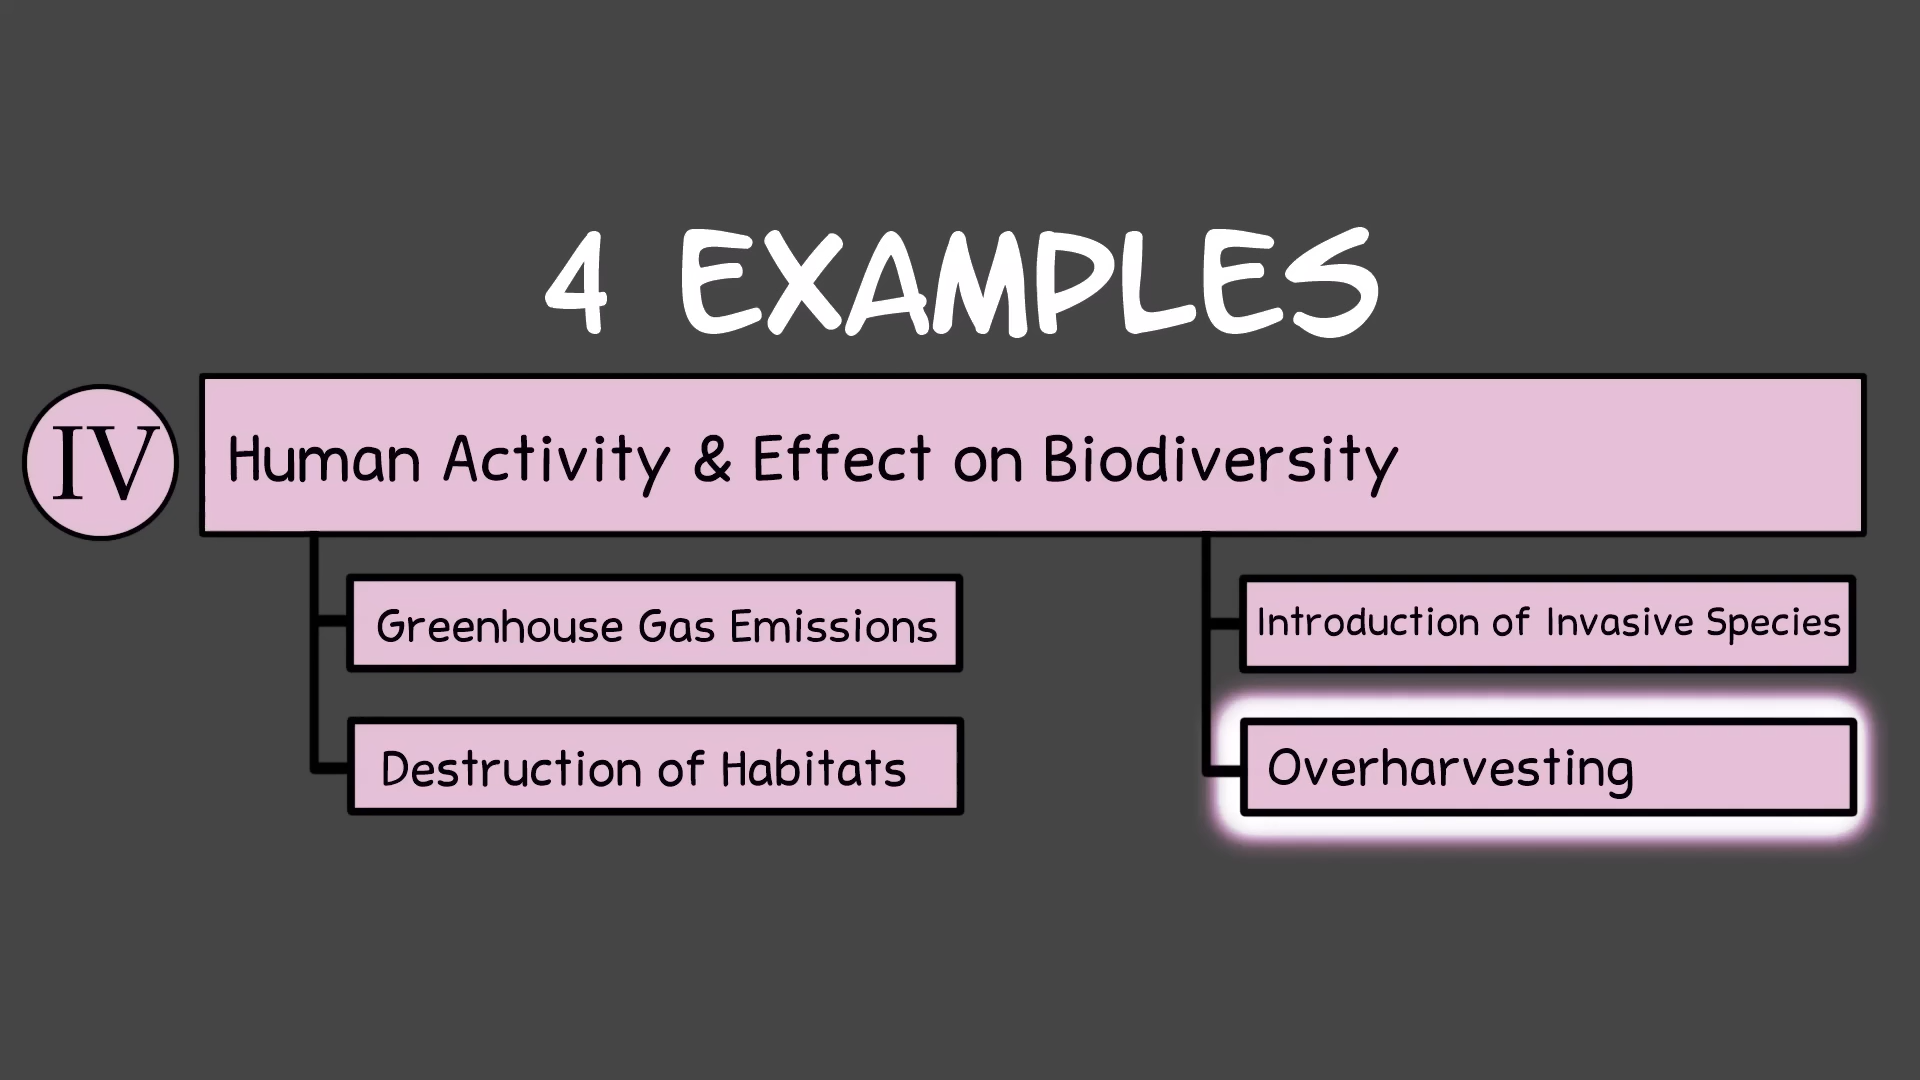 4 EXAMPLES
IV
Human Activity & Effect on Biodiversity
Greenhouse Gas Emissions
Destruction of Habitats
Introduction of Invasive Species
Overharvesting